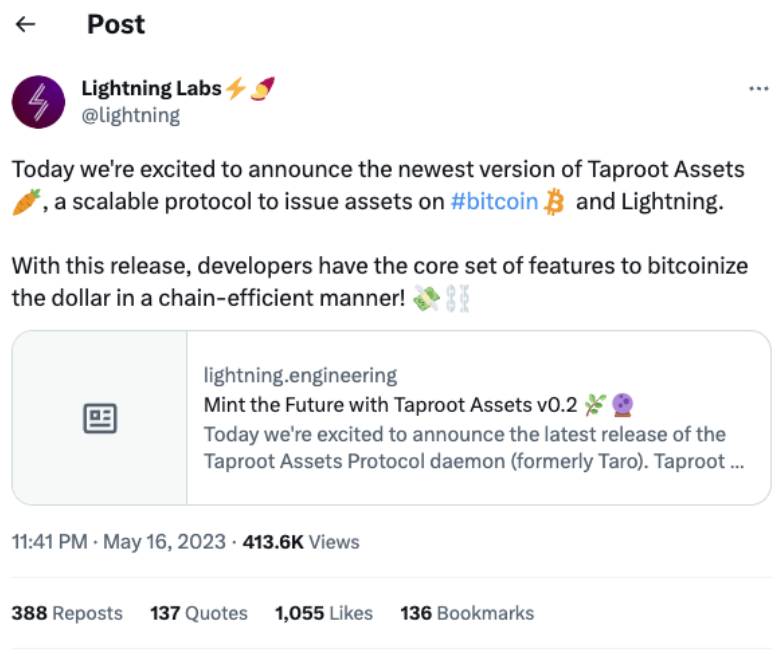 ← Post
Lightning Labs⚡🍠
@lightning
Today we're excited to announce the newest version of Taproot Assets
🥕, a scalable protocol to issue assets on #bitcoin and Lightning.
With this release, developers have the core set of features to bitcoinize
the dollar in a chain-efficient manner! 💸⛓️
lightning.engineering
Mint the Future with Taproot Assets v0.2 🌿🔮
Today we're excited to announce the latest release of the
Taproot Assets Protocol daemon (formerly Taro). Taproot ...
11:41 PM · May 16, 2023 · 413.6K Views
388 Reposts 137 Quotes 1,055 Likes 136 Bookmarks